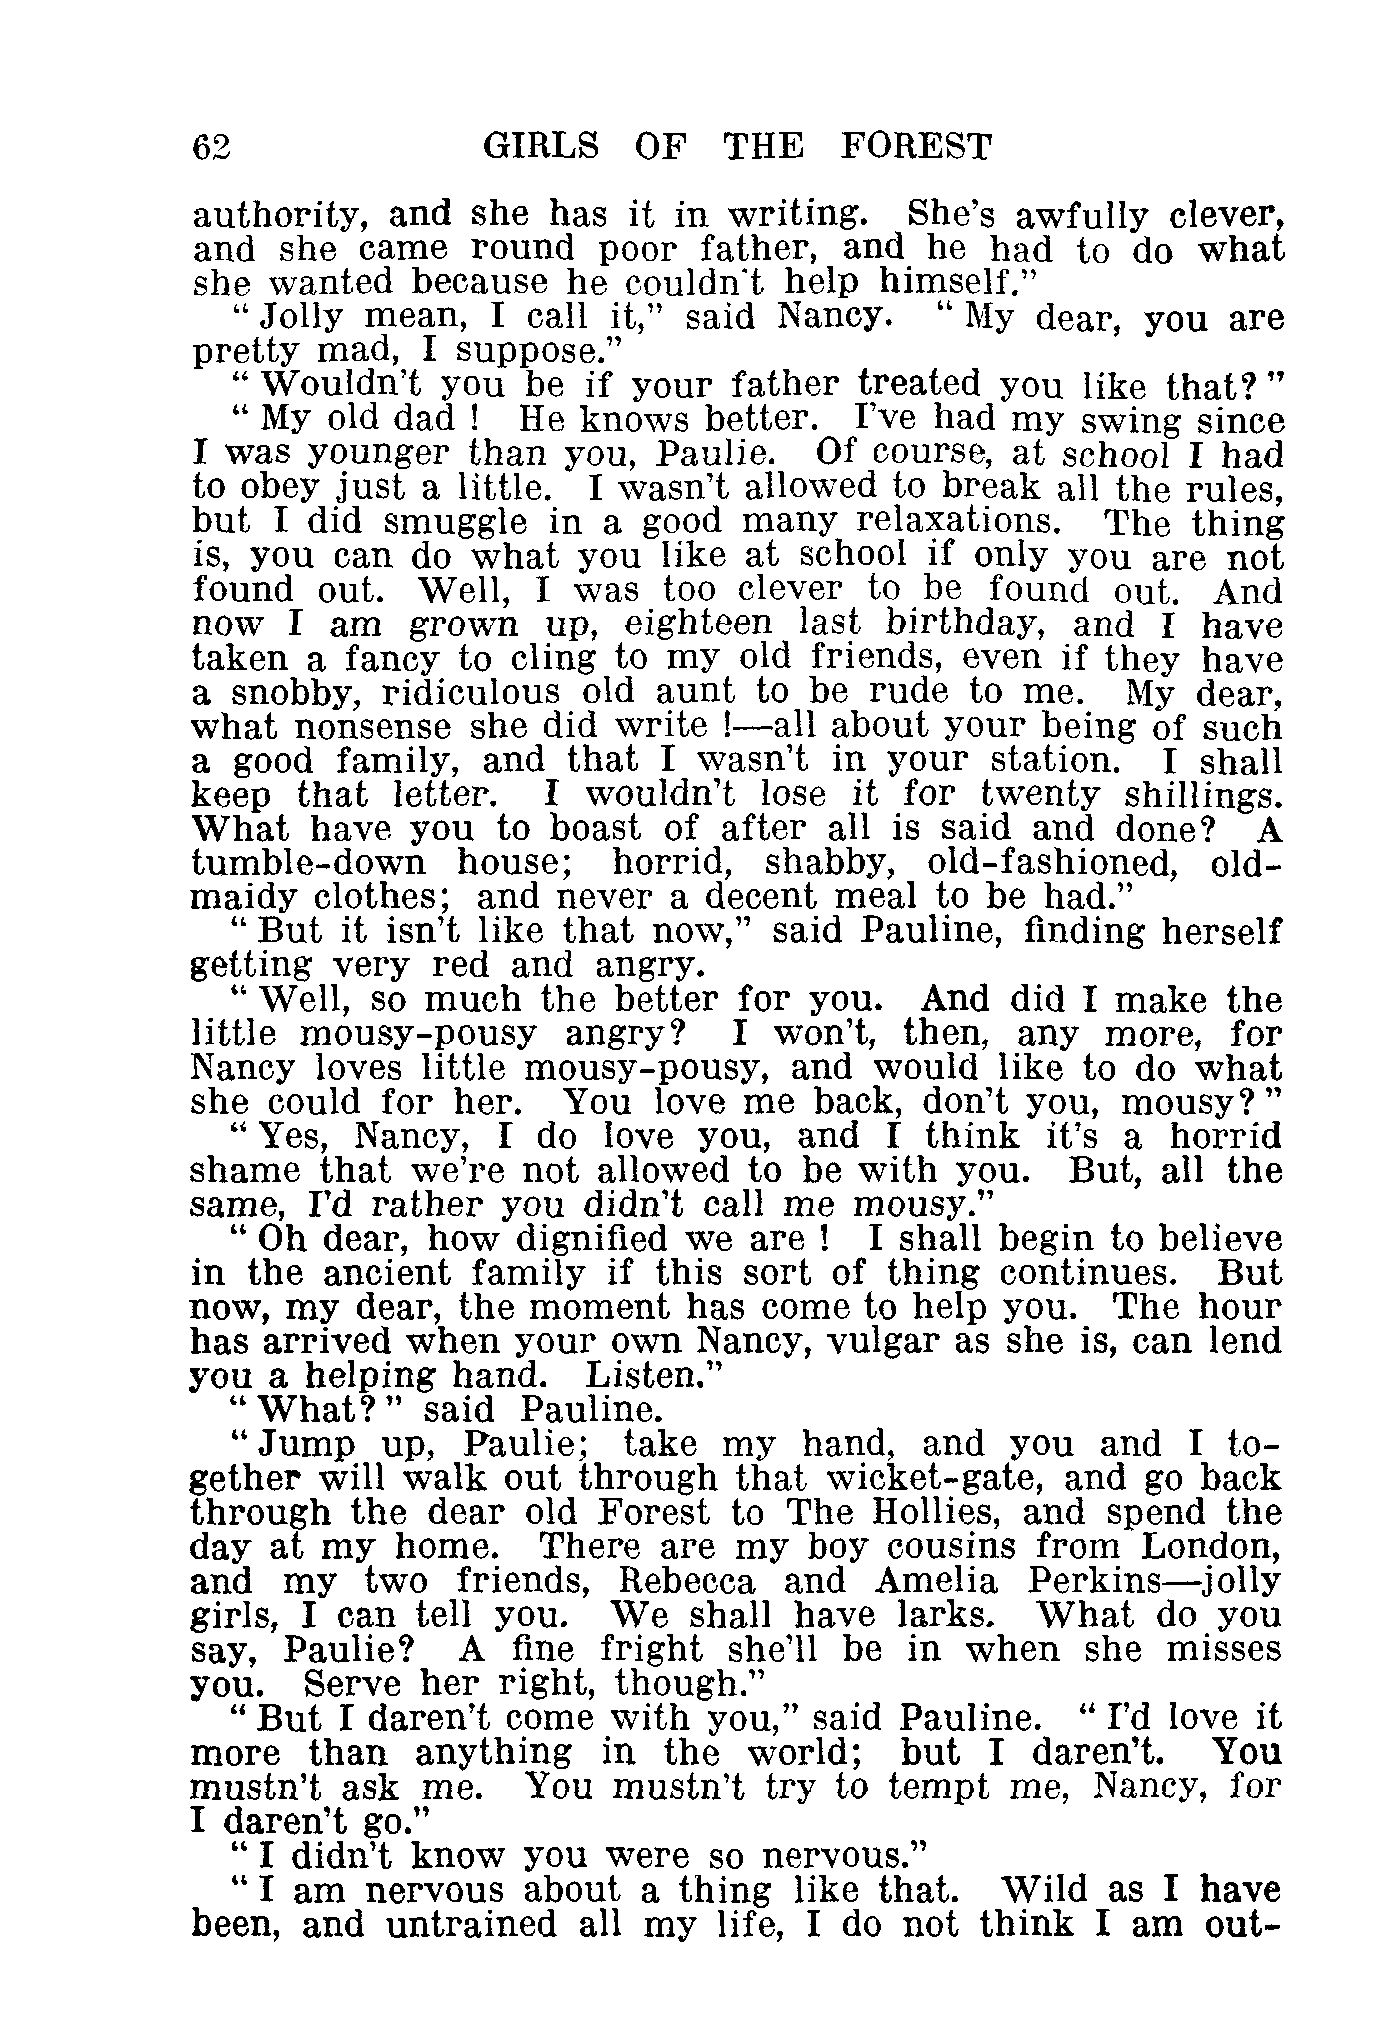 62 GIRLS OF THE FOREST
authority, and she has it in writing. She's awfully clever,
and she came round poor father, and he had to do what
she wanted because he couldn't help himself.”
“Jolly mean, I call it,” said Nancy. “My dear, you are
pretty mad, I suppose.”
“Wouldn't you be if your father treated you like that?”
“My old dad! He knows better. I've had my swing since
I was younger than you, Paulie. Of course, at school I had
to obey just a little. I wasn't allowed to break all the rules,
but I did smuggle in a good many relaxations. The thing
is, you can do what you like at school if only you are not
found out. Well, I was too clever to be found out. And
now I am grown up, eighteen last birthday, and I have
taken a fancy to cling to my old friends, even if they have
a snobby, ridiculous old aunt to be rude to me. My dear,
what nonsense she did write!—all about your being of such
a good family, and that I wasn't in your station. I shall
keep that letter. I wouldn't lose it for twenty shillings.
What have you to boast of after all is said and done? A
tumble-down house; horrid, shabby, old-fashioned, old-
maidy clothes; and never a decent meal to be had.”
“But it isn't like that now,” said Pauline, finding herself
getting very red and angry.
“Well, so much the better for you. And did I make the
little mousy-pousy angry? I won't, then, any more, for
Nancy loves little mousy-pousy, and would like to do what
she could for her. You love me back, don't you, mousy?”
“Yes, Nancy, I do love you, and I think it's a horrid
shame that we're not allowed to be with you. But, all the
same, I'd rather you didn't call me mousy.”
“Oh dear, how dignified we are! I shall begin to believe
in the ancient family if this sort of thing continues. But
now, my dear, the moment has come to help you. The hour
has arrived when your own Nancy, vulgar as she is, can lend
you a helping hand. Listen.”
“What?” said Pauline.
“Jump up, Paulie; take my hand, and you and I to-
gether will walk out through that wicket-gate, and go back
through the dear old Forest to The Hollies, and spend the
day at my home. There are my boy cousins from London,
and my two friends, Rebecca and Amelia Perkins—jolly
girls, I can tell you. We shall have larks. What do you
say, Paulie? A fine fright she'll be in when she misses
you. Serve her right, though.”
“But I daren't come with you,” said Pauline. “I'd love it
more than anything in the world; but I daren't. You
mustn't ask me. You mustn't try to tempt me, Nancy, for
I daren't go.”
“I didn't know you were so nervous.”
“I am nervous about a thing like that. Wild as I have
been, and untrained all my life, I do not think I am out-